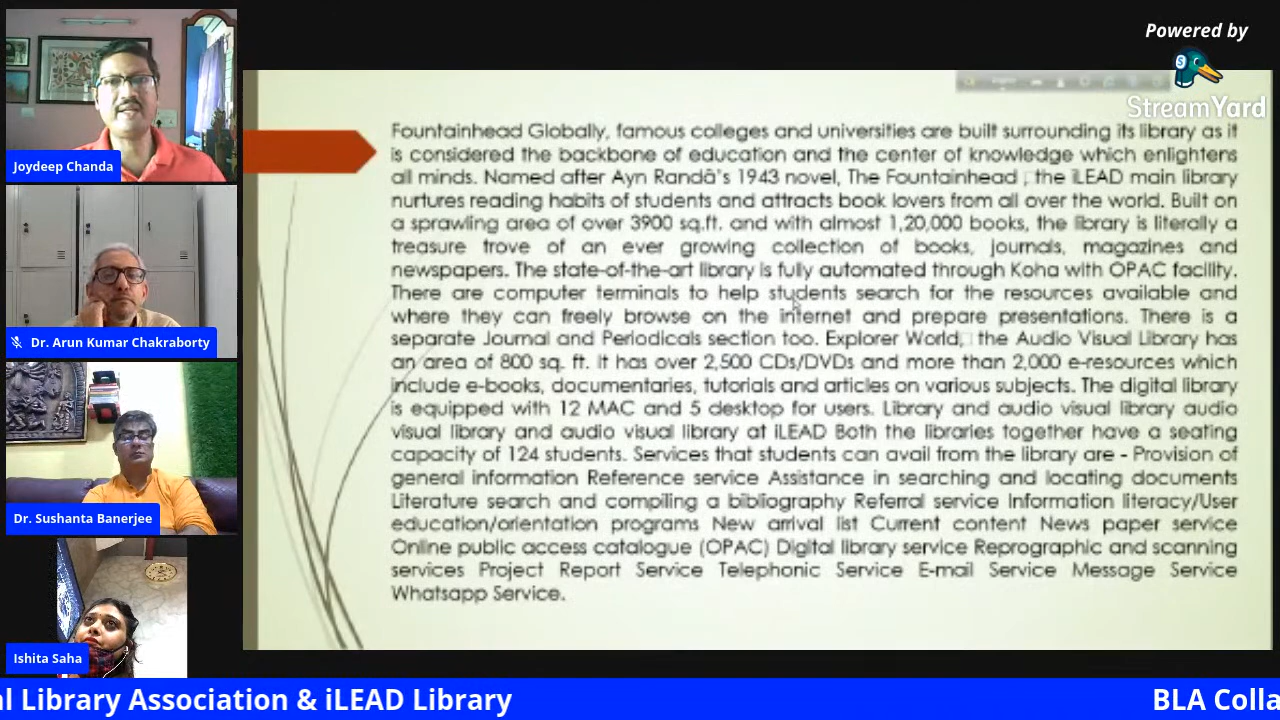 Powered by
StreamYard
Joydeep Chanda
Dr. Arun Kumar Chakraborty
Dr. Sushanta Banerjee
Ishita Saha
Fountainhead Globally, famous colleges and universities are built surrounding its library as it
is considered the backbone of education and the center of knowledge which enlightens
all minds. Named after Ayn Randâ's 1943 novel, The Fountainhead , the iLEAD main library
nurtures reading habits of students and attracts book lovers from all over the world. Built on
a sprawling area of over 3900 sq.ft. and with almost 1,20,000 books, the library is literally a
treasure trove of an ever growing collection of books, journals, magazines and
newspapers. The state-of-the-art library is fully automated through Koha with OPAC facility.
There are computer terminals to help students search for the resources available and
where they can freely browse on the internet and prepare presentations. There is a
separate Journal and Periodicals section too. Explorer World, the Audio Visual Library has
an area of 800 sq. ft. It has over 2,500 CDs/DVDs and more than 2,000 e-resources which
include e-books, documentaries, tutorials and articles on various subjects. The digital library
is equipped with 12 MAC and 5 desktop for users. Library and audio visual library audio
visual library and audio visual library at iLEAD Both the libraries together have a seating
capacity of 124 students. Services that students can avail from the library are - Provision of
general information Reference service Assistance in searching and locating documents
Literature search and compiling a bibliography Referral service Information literacy/User
education/orientation programs New arrival list Current content News paper service
Online public access catalogue (OPAC) Digital library service Reprographic and scanning
services Project Report Service Telephonic Service E-mail Service Message Service
Whatsapp Service.
al Library Association & iLEAD Library
BLA Colla